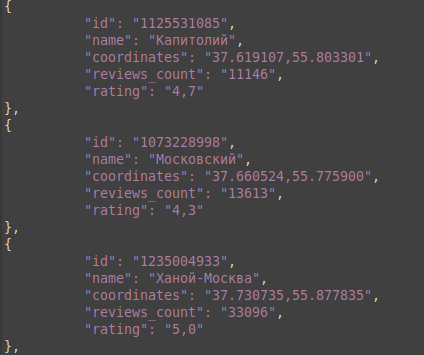 {
"id": "1125531085",
"name": "Капитолий",
"coordinates": "37.619107,55.803301",
"reviews_count": "11146",
"rating": "4,7"
},
{
"id": "1073228998",
"name": "Московский",
"coordinates": "37.660524,55.775900",
"reviews_count": "13613",
"rating": "4,3"
},
{
"id": "1235004933",
"name": "Ханой-Москва",
"coordinates": "37.730735,55.877835",
"reviews_count": "33096",
"rating": "5,0"
},